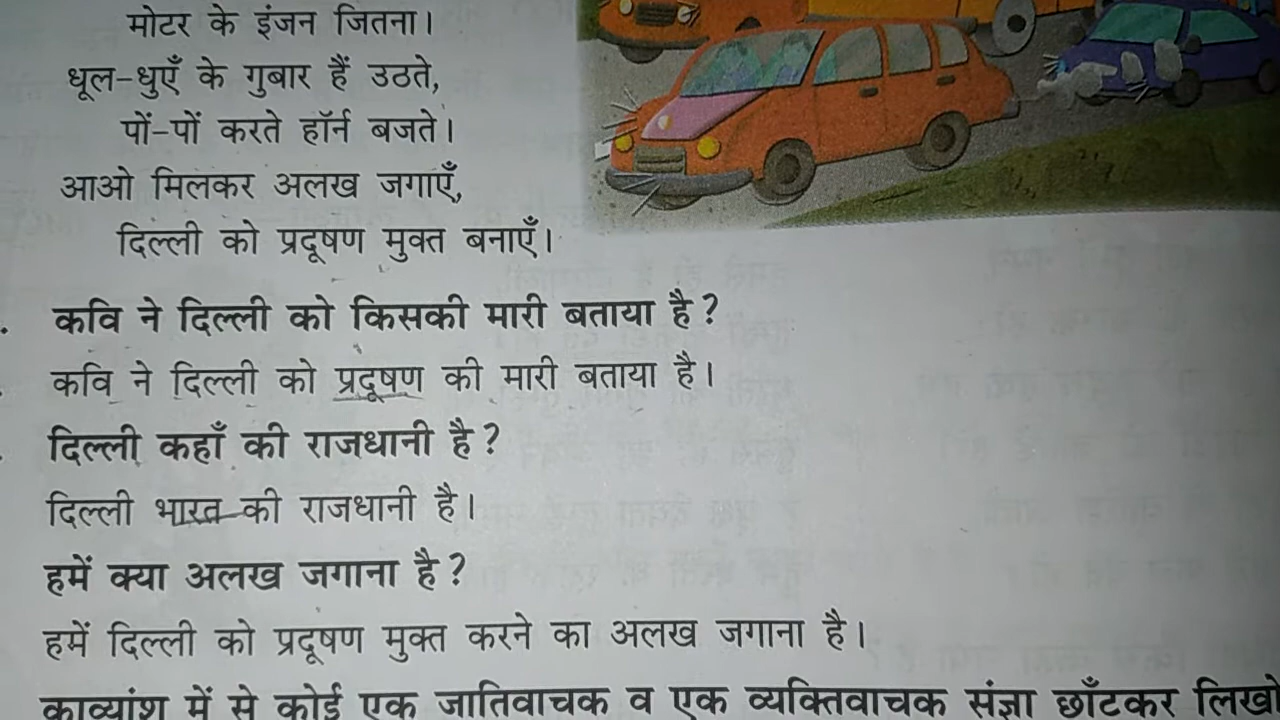 मोटर के इंजन जितना।
धूल-धुएँ के गुबार हैं उठते,
पों-पों करते हॉर्न बजते।
आओ मिलकर अलख जगाएँ,
दिल्ली को प्रदूषण मुक्त बनाएँ।
कवि ने दिल्ली को किसकी मारी बताया है?
कवि ने दिल्ली को प्रदूषण की मारी बताया है।
दिल्ली कहाँ की राजधानी है?
दिल्ली भारत की राजधानी है।
हमें क्या अलख जगाना है?
हमें दिल्ली को प्रदूषण मुक्त करने का अलख जगाना है।
काव्यांश में से कोई एक जातिवाचक व एक व्यक्तिवाचक संज्ञा छाँटकर लिखो